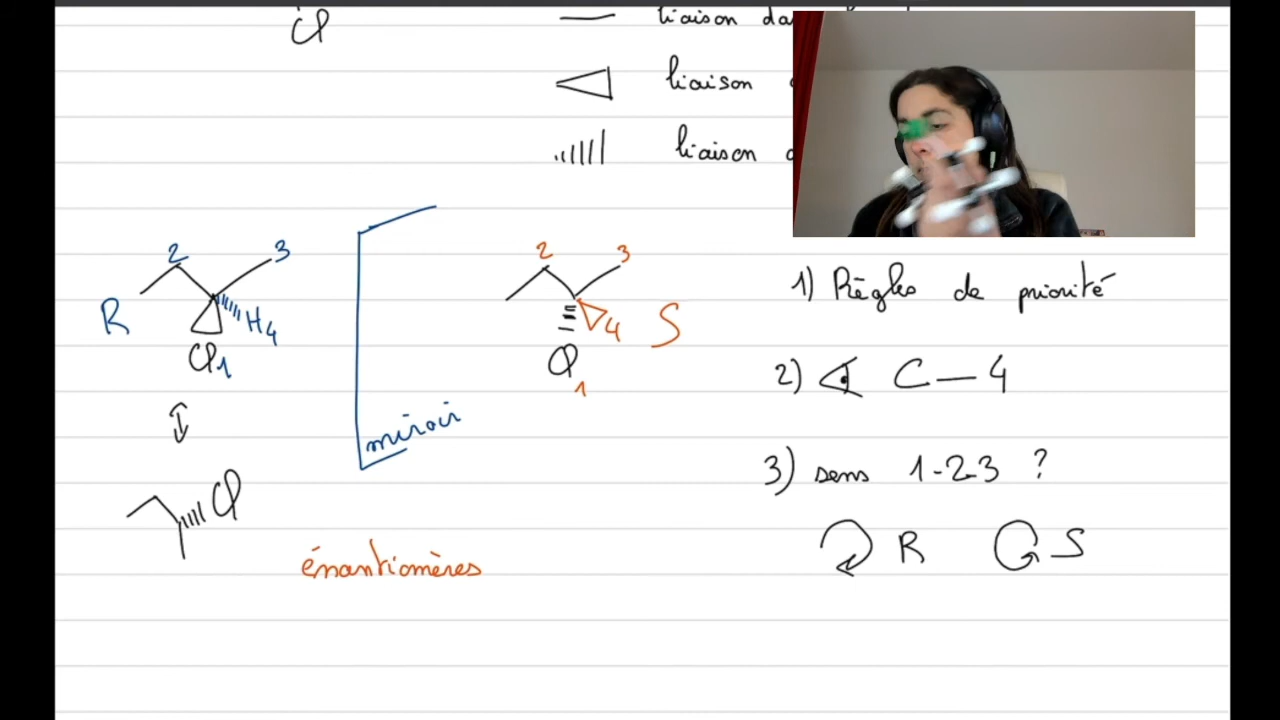 Cl
liaison
liaison
liaison
2 3
R
H4
Cl1
2 3
4 S
Cl
1
miroir
Cl
énantiomères
1) Règles de priorité
2) C—4
3) sens 1-2-3 ?
R S